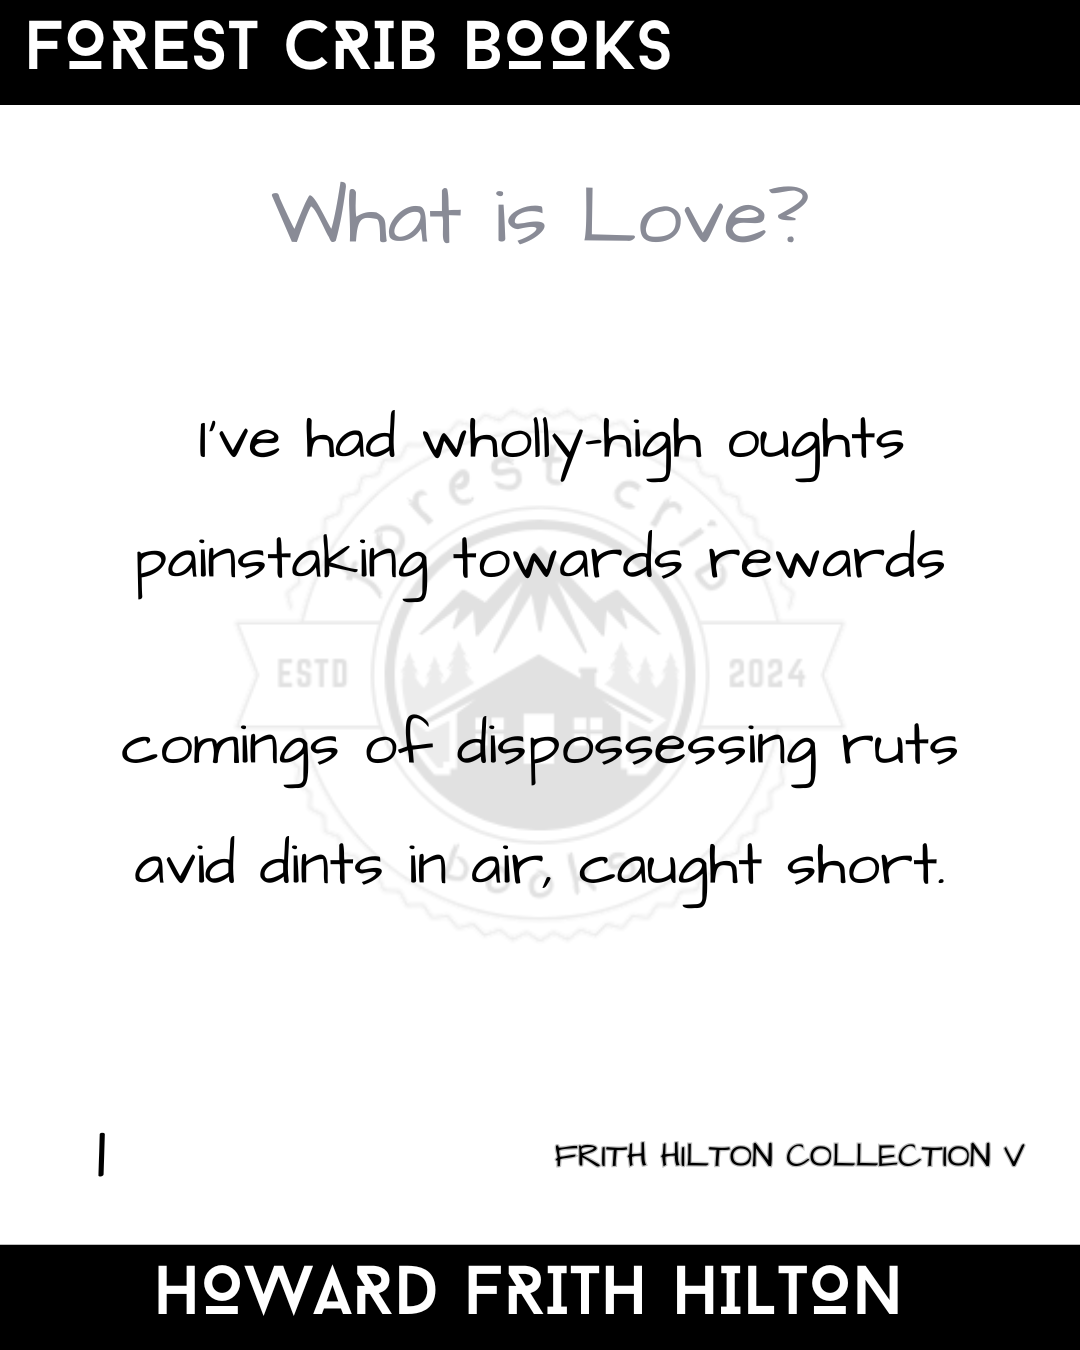 FOREST CRIB BOOKS
What is Love?
I've had wholly-high oughts
forest crib
painstaking towards rewards
ESTD 2024
comings of dispossessing ruts
avid dints in air, caught short.
books
1
FRITH HILTON COLLECTION V
HOWARD FRITH HILTON